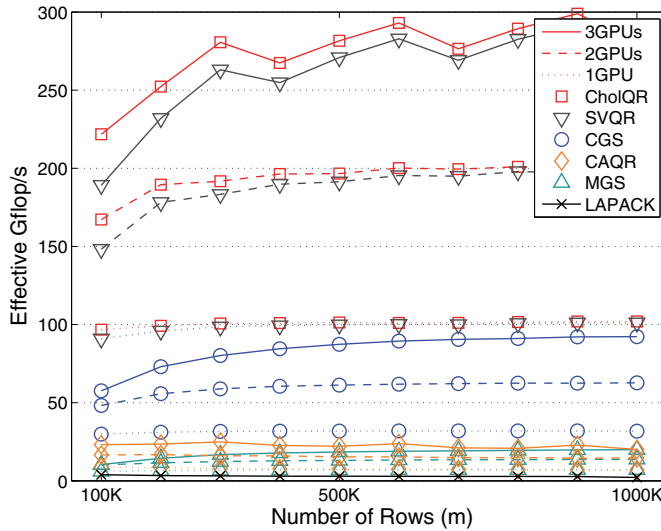 300
250
200
150
100
50
0
Effective Gflop/s
100K
500K
1000K
Number of Rows (m)
3GPUs
2GPUs
1GPU
CholQR
SVQR
CGS
CAQR
MGS
LAPACK